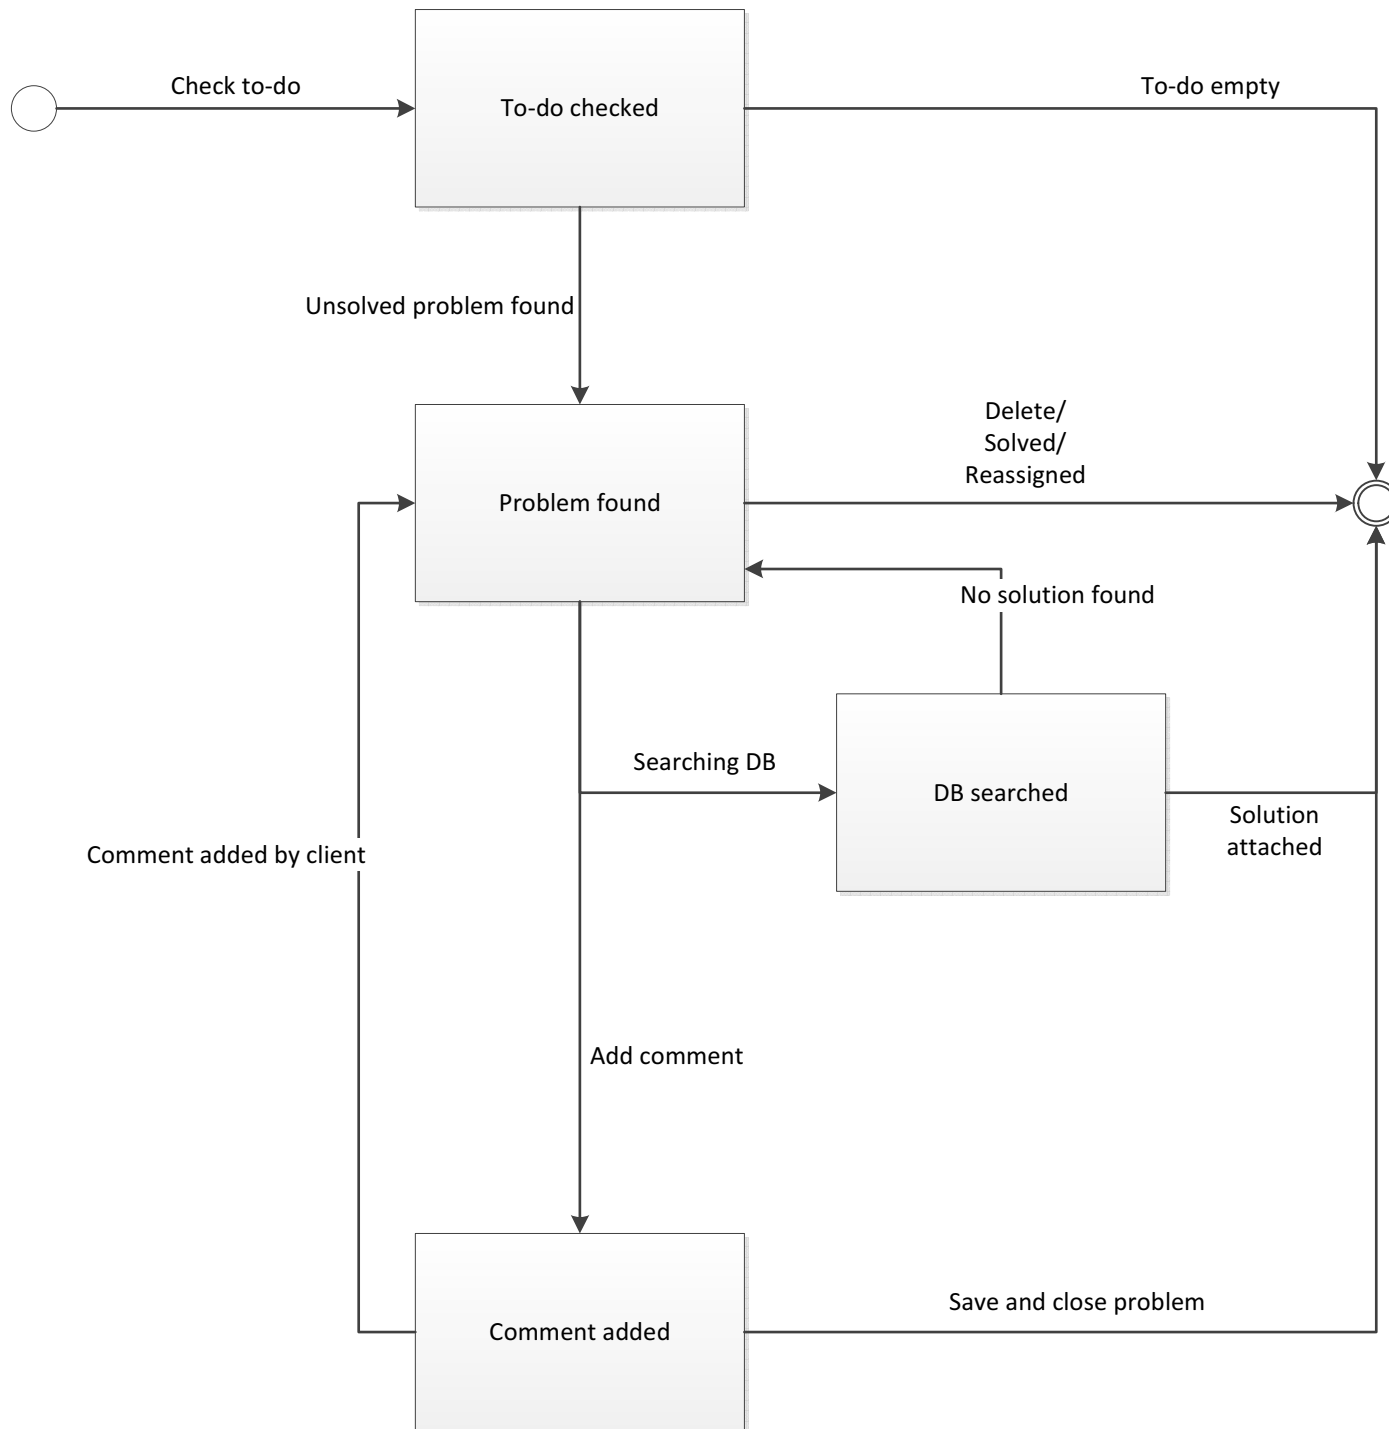 Check to-do
To-do checked
To-do empty
Unsolved problem found
Delete/
Solved/
Reassigned
Problem found
No solution found
Searching DB
DB searched
Solution
attached
Comment added by client
Add comment
Save and close problem
Comment added